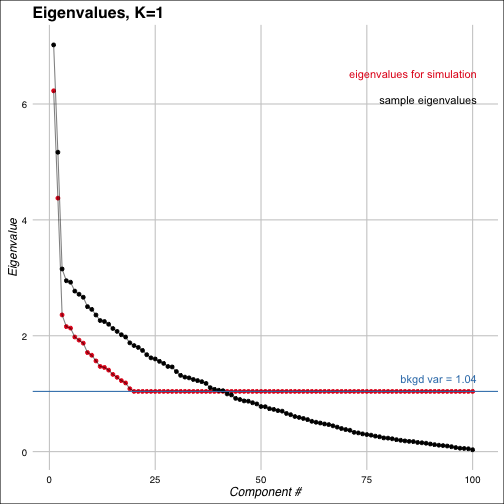 Eigenvalues, K=1
eigenvalues for simulation
sample eigenvalues
6
4
2
0
Eigenvalue
bkgd var = 1.04
0 25 50 75 100
Component #